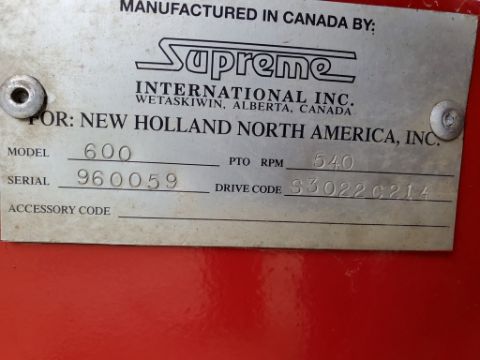 MANUFACTURED IN CANADA BY:
Supreme
INTERNATIONAL INC.
WETASKIWIN, ALBERTA, CANADA
FOR: NEW HOLLAND NORTH AMERICA, INC.
MODEL 600 PTO RPM 540
SERIAL 960059 DRIVE CODE S3022C214
ACCESSORY CODE